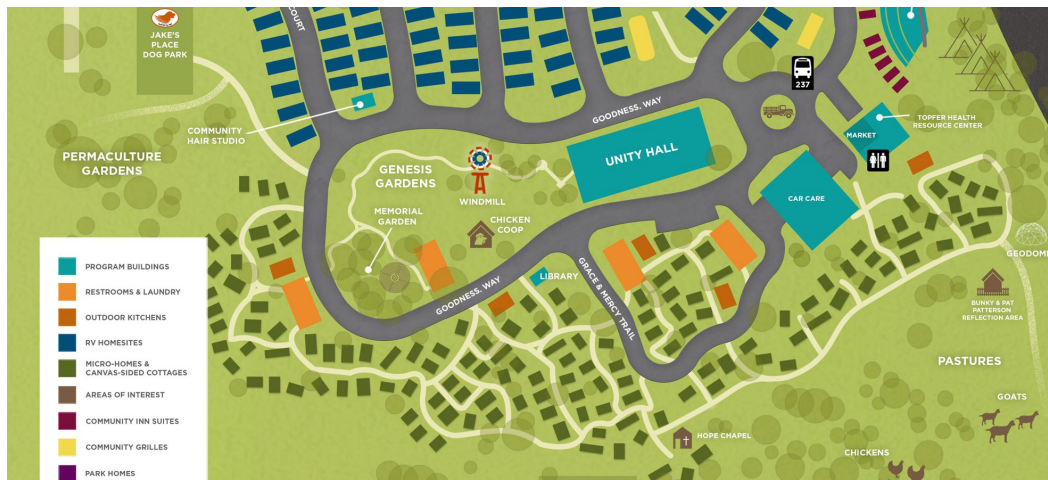 JAKE'S
PLACE
DOG PARK
COURT
237
GOODNESS. WAY
COMMUNITY
HAIR STUDIO
TOPFER HEALTH
RESOURCE CENTER
MARKET
UNITY HALL
PERMACULTURE
GARDENS
GENESIS
GARDENS
WINDMILL
CAR CARE
MEMORIAL
GARDEN
CHICKEN
COOP
GEODOME
LIBRARY
GOODNESS. WAY
GRACE & MERCY TRAIL
BUNKY & PAT
PATTERSON
REFLECTION AREA
PASTURES
GOATS
HOPE CHAPEL
CHICKENS
PROGRAM BUILDINGS
RESTROOMS & LAUNDRY
OUTDOOR KITCHENS
RV HOMESITES
MICRO-HOMES &
CANVAS-SIDED COTTAGES
AREAS OF INTEREST
COMMUNITY INN SUITES
COMMUNITY GRILLES
PARK HOMES